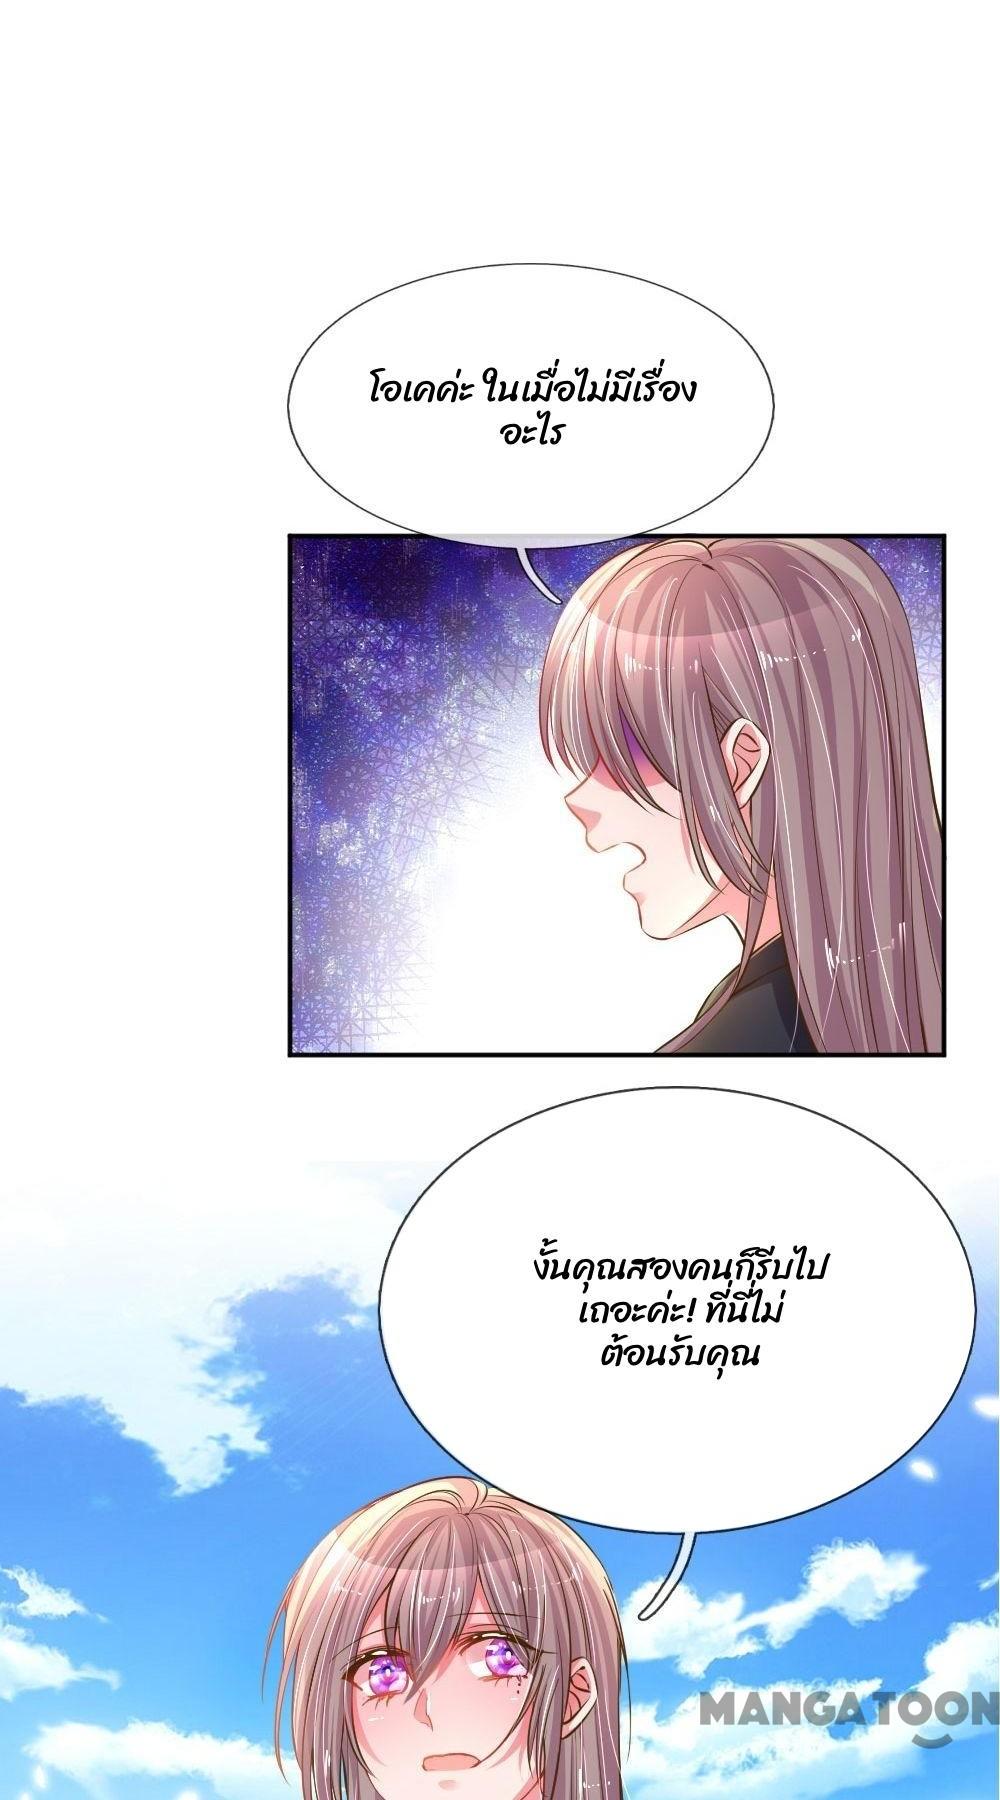 โอเคค่ะ ในเมื่อไม่มีเรื่อง
อะไร
งั้นคุณสองคนก็รีบไป
เถอะค่ะ! ที่นี่ไม่
ต้อนรับคุณ
MANGATOON